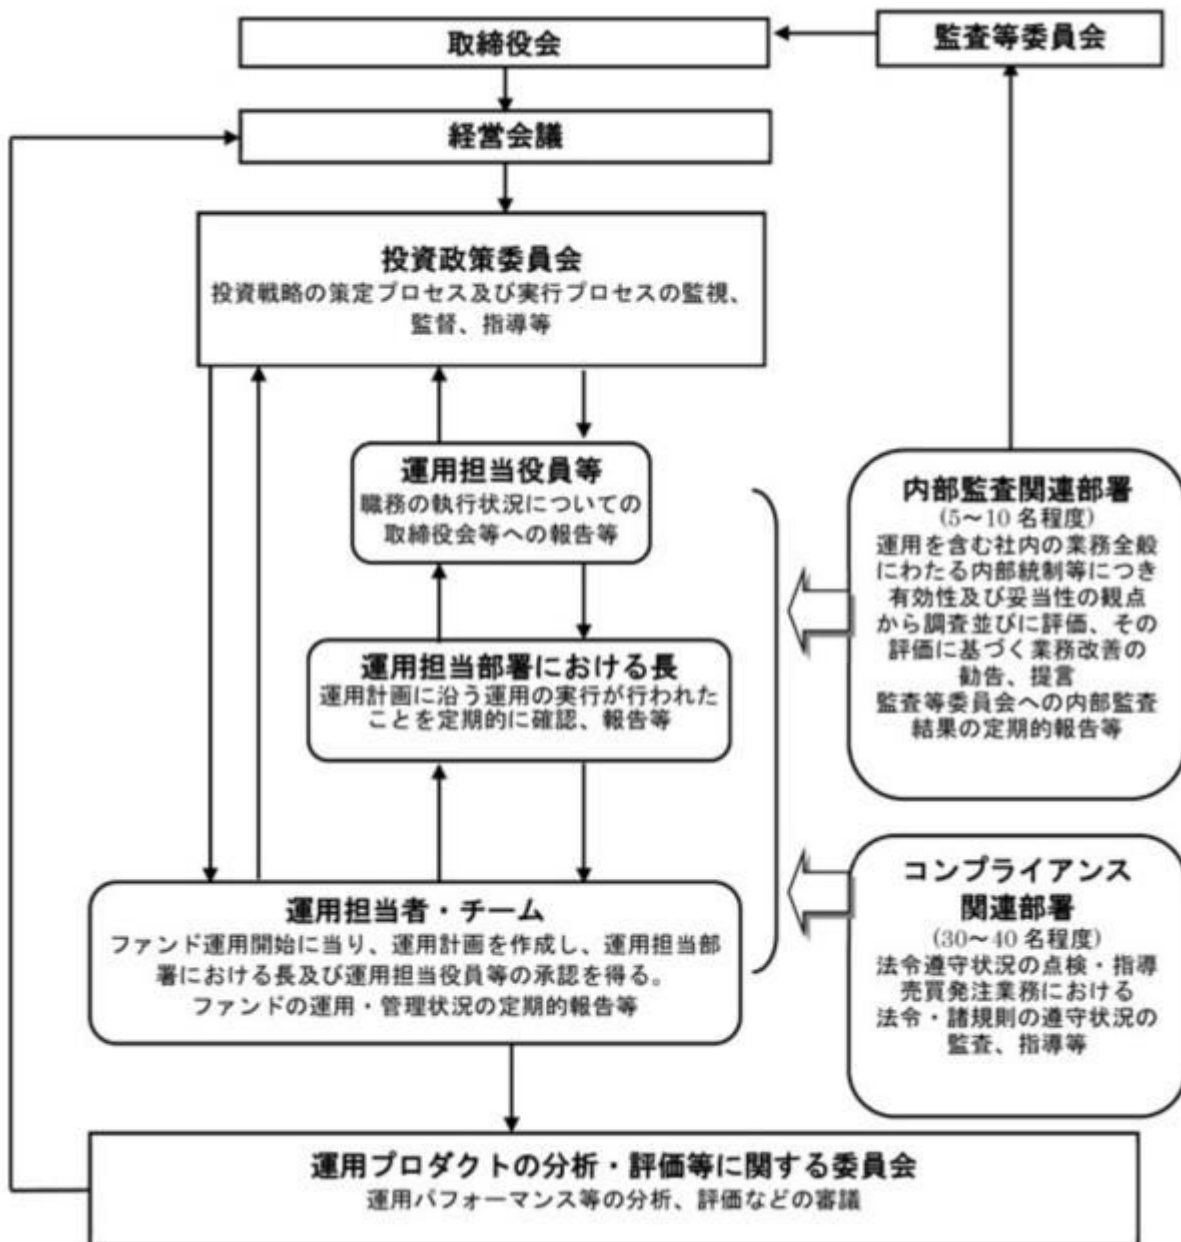 取締役会
監査等委員会
経営会議
投資政策委員会
投資戦略の策定プロセス及び実行プロセスの監視、
監督、指導等
運用担当役員等
職務の執行状況についての
取締役会等への報告等
運用担当部署における長
運用計画に沿う運用の実行が行われた
ことを定期的に確認、報告等
運用担当者・チーム
ファンド運用開始に当り、運用計画を作成し、運用担当部
署における長及び運用担当役員等の承認を得る。
ファンドの運用・管理状況の定期的報告等
内部監査関連部署
(5～10 名程度)
運用を含む社内の業務全般
にわたる内部統制等につき
有効性及び妥当性の観点
から調査並びに評価、その
評価に基づく業務改善の
勧告、提言
監査等委員会への内部監査
結果の定期的報告等
コンプライアンス
関連部署
(30～40 名程度)
法令遵守状況の点検・指導
売買発注業務における
法令・諸規則の遵守状況の
監査、指導等
運用プロダクトの分析・評価等に関する委員会
運用パフォーマンス等の分析、評価などの審議